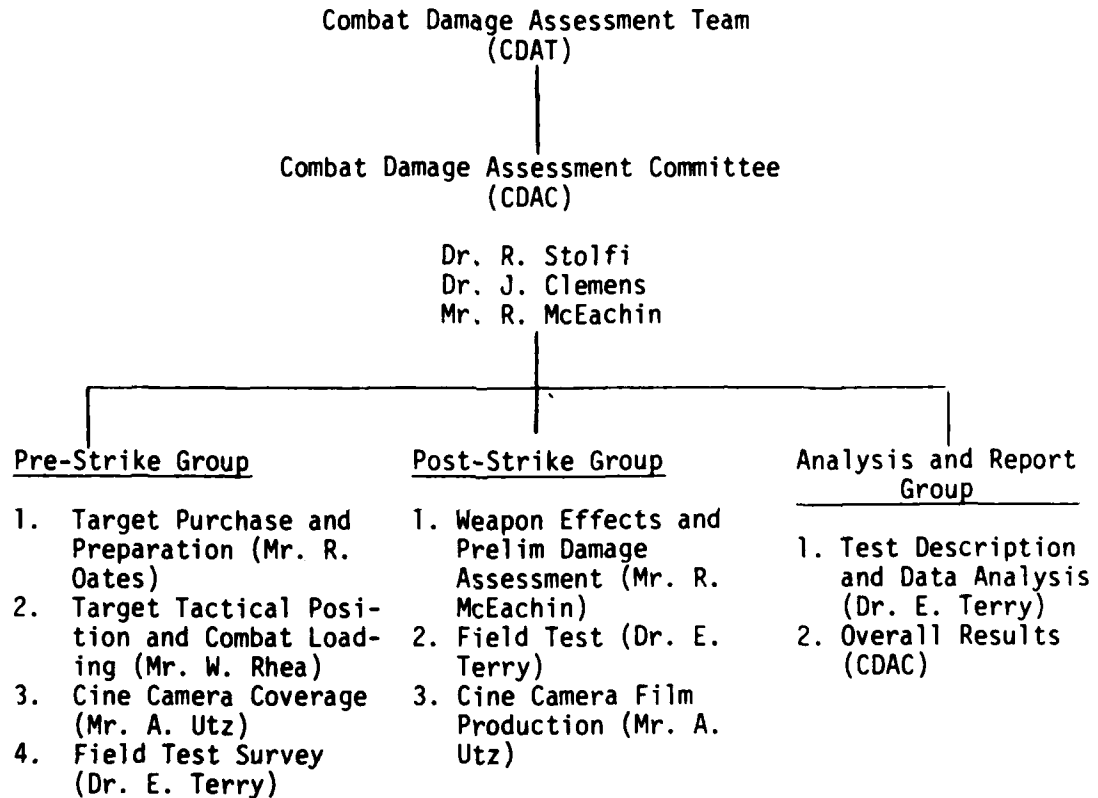 Combat Damage Assessment Team
(CDAT)
Combat Damage Assessment Committee
(CDAC)
Dr. R. Stolfi
Dr. J. Clemens
Mr. R. McEachin
Pre-Strike Group
1. Target Purchase and
Preparation (Mr. R.
Oates)
2. Target Tactical Posi-
tion and Combat Load-
ing (Mr. W. Rhea)
3. Cine Camera Coverage
(Mr. A. Utz)
4. Field Test Survey
(Dr. E. Terry)
Post-Strike Group
1. Weapon Effects and
Prelim Damage
Assessment (Mr. R.
McEachin)
2. Field Test (Dr. E.
Terry)
3. Cine Camera Film
Production (Mr. A.
Utz)
Analysis and Report
Group
1. Test Description
and Data Analysis
(Dr. E. Terry)
2. Overall Results
(CDAC)